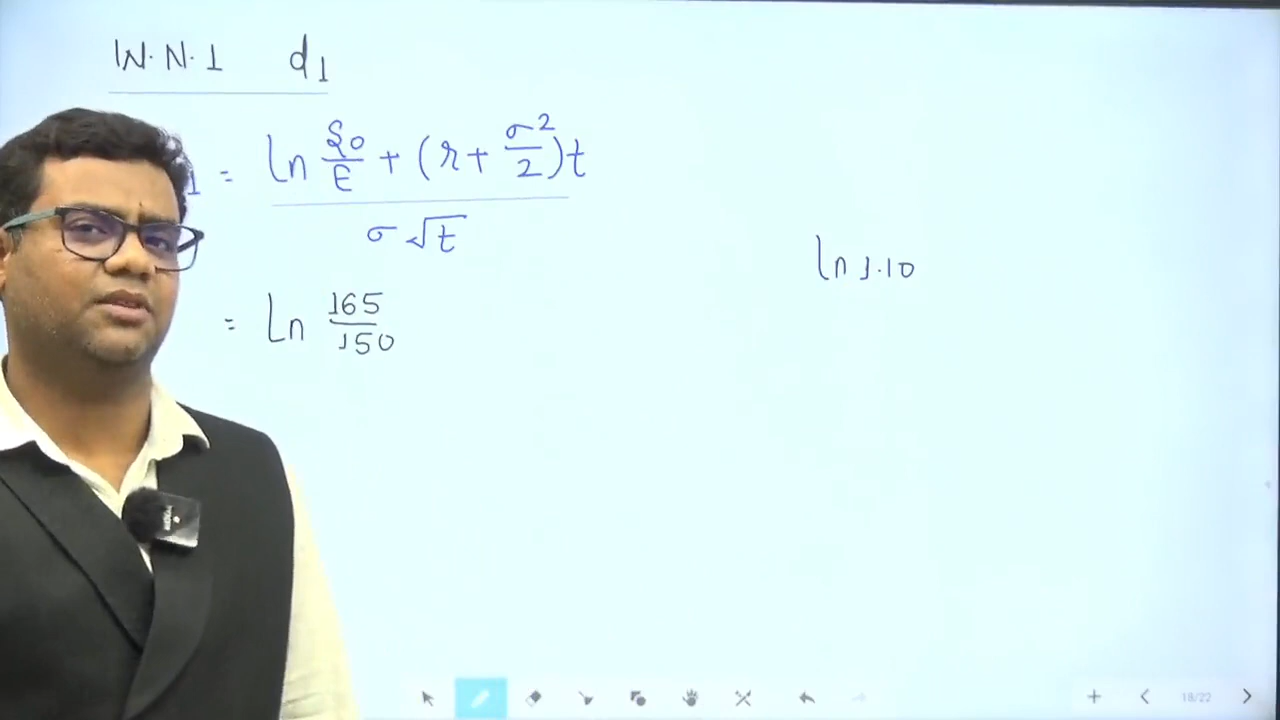 W.N.1 d1
1 = ln S0/E + (r + σ²/2)t
σ√t
= ln 165/150
ln 1.10
18/22